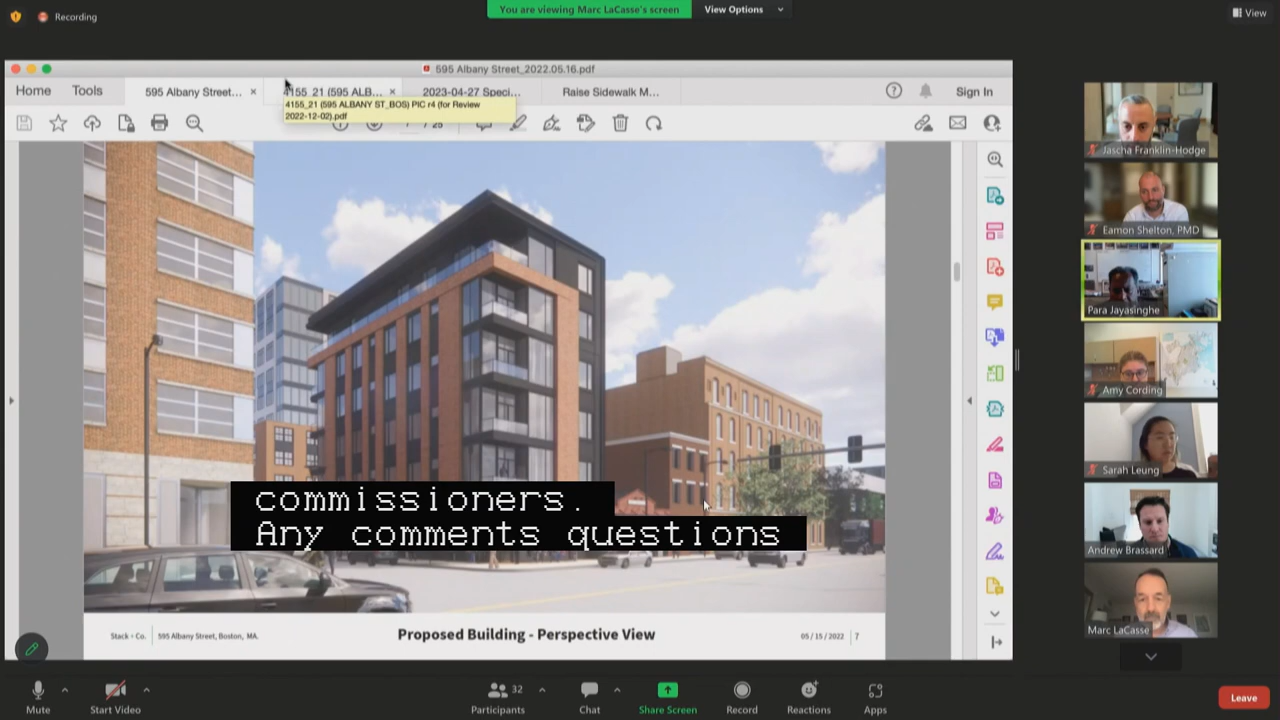 Recording
You are viewing Marc LaCasse's screen
View Options
View
595 Albany Street_2022.05.16.pdf
Home
Tools
595 Albany Street...
4155_21 (595 ALB...
2023-04-27 Speci...
Raise Sidewalk M...
Sign In
4155_21 (595 ALBANY ST_BOS) PIC r4 (for Review
2022-12-02).pdf
Jascha Franklin-Hodge
Eamon Shelton, PMD
Para Jayasinghe
Amy Cording
Sarah Leung
Andrew Brassard
Marc LaCasse
commissioners.
Any comments questions
Stack + Co.
595 Albany Street, Boston, MA.
Proposed Building - Perspective View
05 / 15 / 2022
7
Mute
Start Video
32
Participants
Chat
Share Screen
Record
Reactions
Apps
Leave